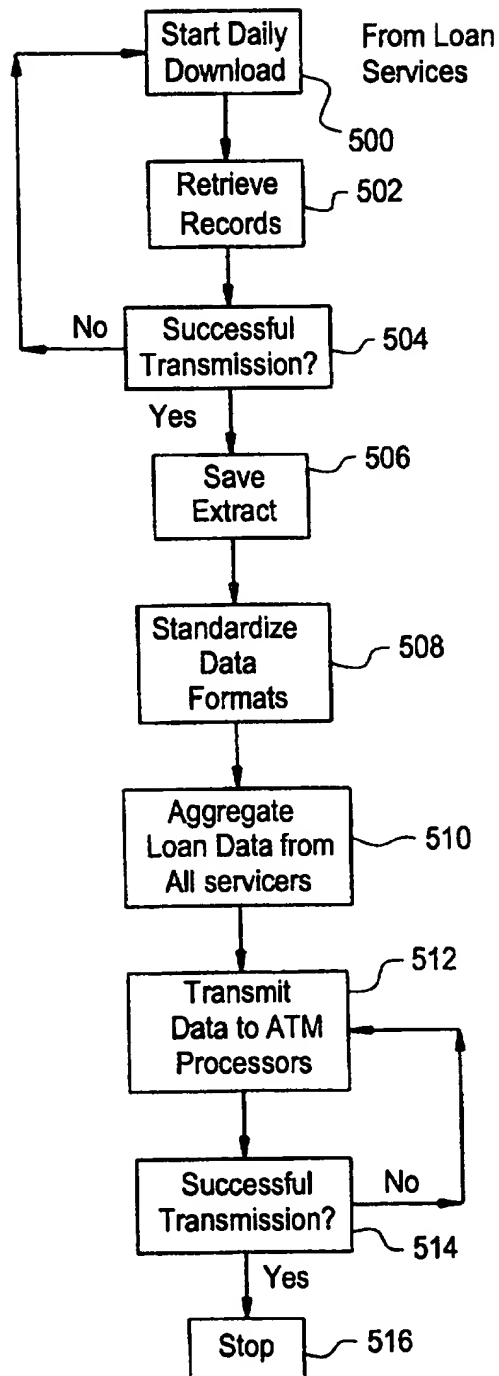 Start Daily
Download
From Loan
Services
500
Retrieve
Records
502
Successful
Transmission?
504
No
Yes
Save
Extract
506
Standardize
Data
Formats
508
Aggregate
Loan Data from
All servicers
510
512
Transmit
Data to ATM
Processors
Successful
Transmission?
No
514
Yes
Stop
516